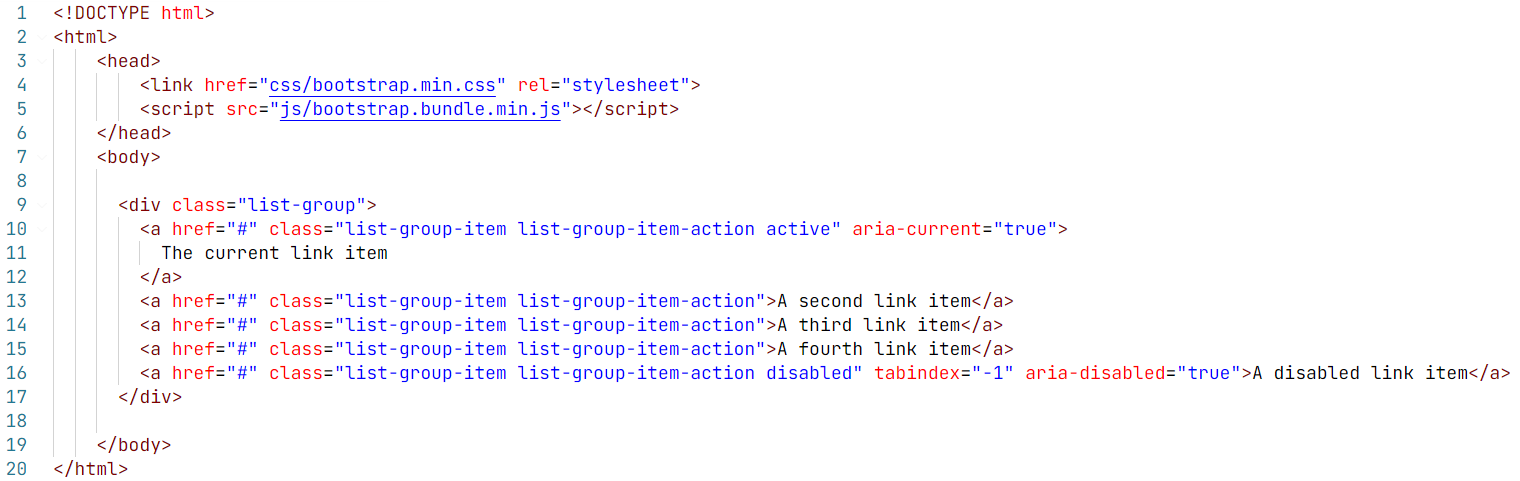 1 <!DOCTYPE html>
2 <html>
3 <head>
4 <link href="css/bootstrap.min.css" rel="stylesheet">
5 <script src="js/bootstrap.bundle.min.js"></script>
6 </head>
7 <body>
8
9 <div class="list-group">
10 <a href="#" class="list-group-item list-group-item-action active" aria-current="true">
11 The current link item
12 </a>
13 <a href="#" class="list-group-item list-group-item-action">A second link item</a>
14 <a href="#" class="list-group-item list-group-item-action">A third link item</a>
15 <a href="#" class="list-group-item list-group-item-action">A fourth link item</a>
16 <a href="#" class="list-group-item list-group-item-action disabled" tabindex="-1" aria-disabled="true">A disabled link item</a>
17 </div>
18
19 </body>
20 </html>